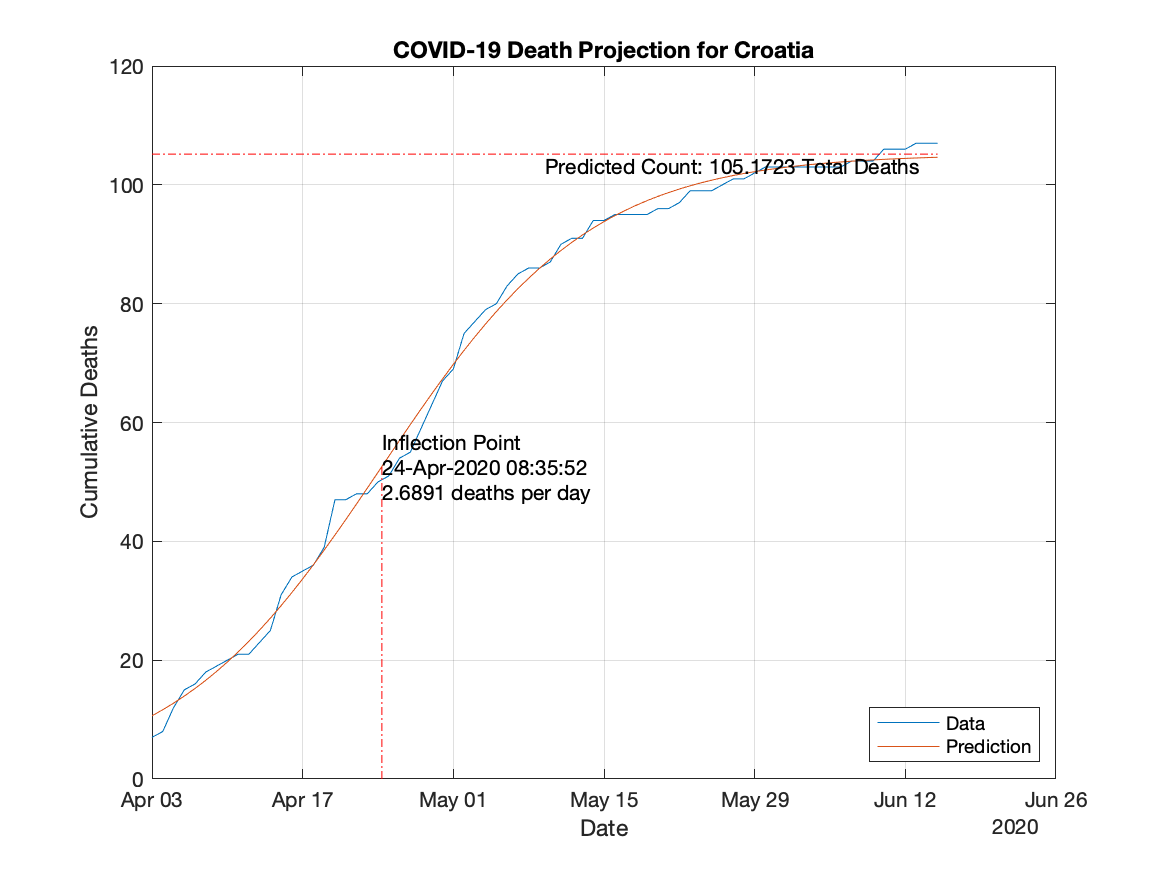 COVID-19 Death Projection for Croatia
120
100
80
60
40
20
0
Cumulative Deaths
Predicted Count: 105.1723 Total Deaths
Inflection Point
24-Apr-2020 08:35:52
2.6891 deaths per day
Data
Prediction
Apr 03 Apr 17 May 01 May 15 May 29 Jun 12 Jun 26
Date
2020